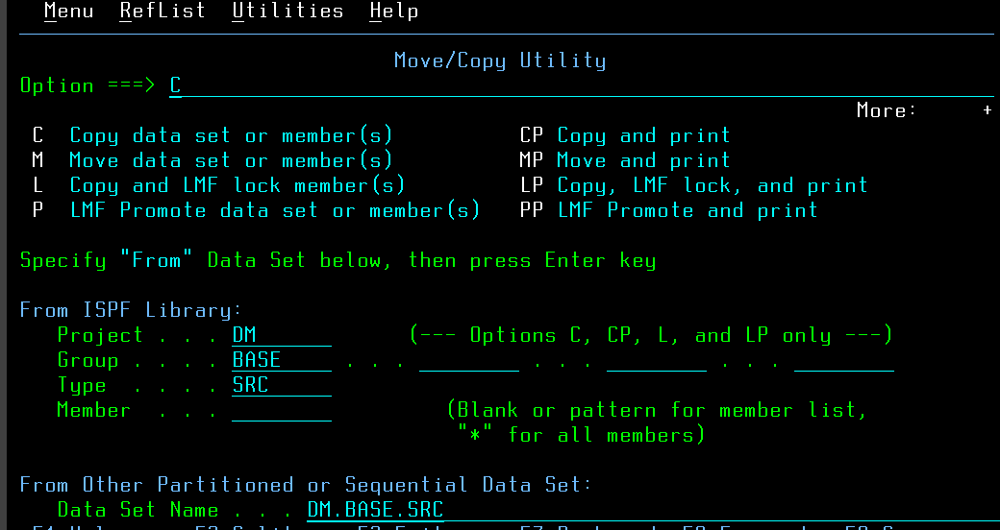 Menu RefList Utilities Help
Move/Copy Utility
Option ===> C
More: +
C Copy data set or member(s) CP Copy and print
M Move data set or member(s) MP Move and print
L Copy and LMF lock member(s) LP Copy, LMF lock, and print
P LMF Promote data set or member(s) PP LMF Promote and print
Specify "From" Data Set below, then press Enter key
From ISPF Library:
Project . . . DM (--- Options C, CP, L, and LP only ---)
Group . . . . BASE . . . . . . . . .
Type . . . . SRC
Member . . . (Blank or pattern for member list,
"*" for all members)
From Other Partitioned or Sequential Data Set:
Data Set Name . . . DM.BASE.SRC